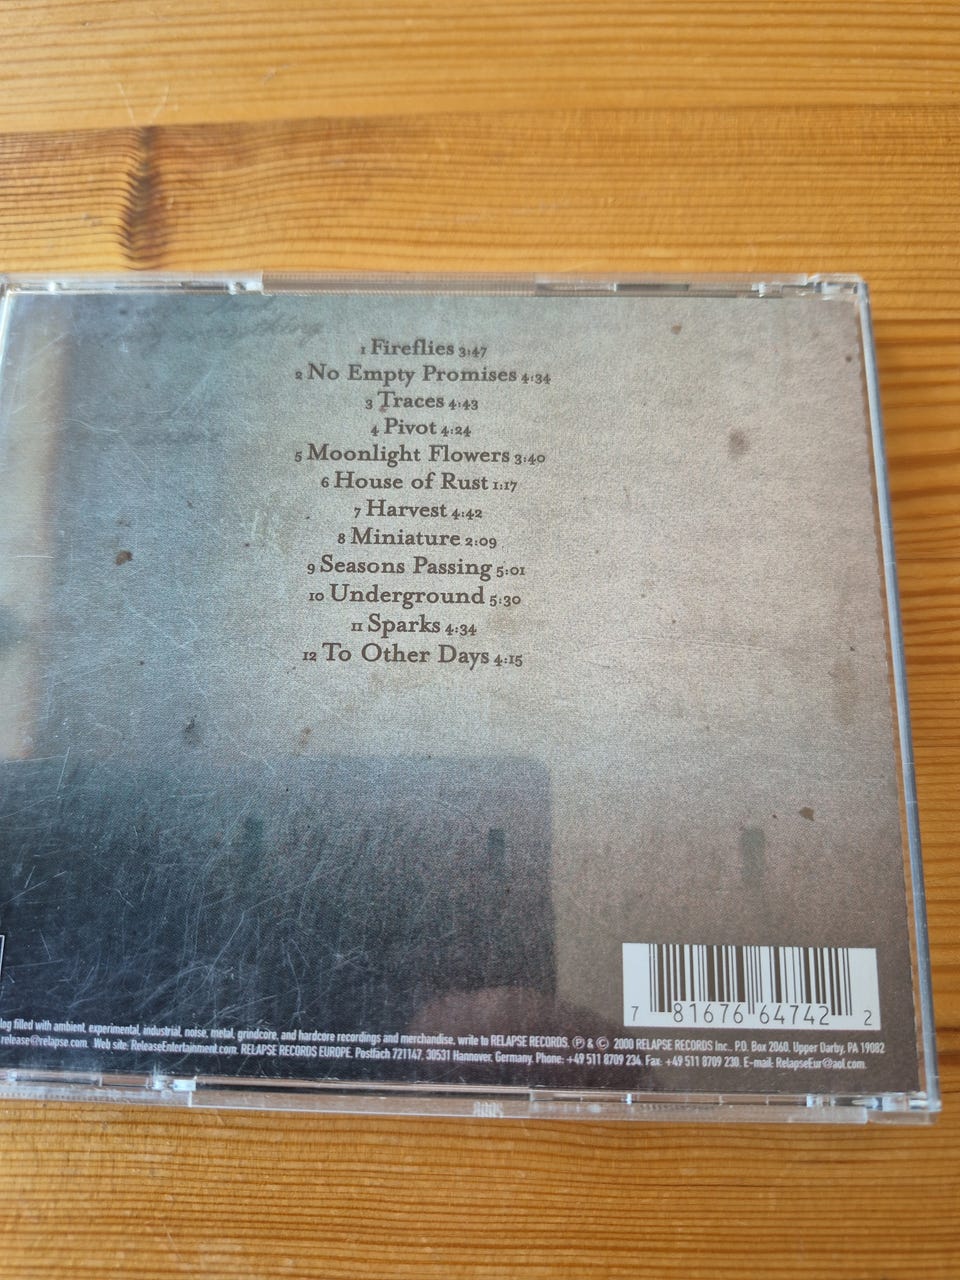 1 Fireflies 3:47
2 No Empty Promises 4:34
3 Traces 4:43
4 Pivot 4:24
5 Moonlight Flowers 3:40
6 House of Rust 1:17
7 Harvest 4:42
8 Miniature 2:09
9 Seasons Passing 5:01
10 Underground 5:30
11 Sparks 4:34
12 To Other Days 4:15
7 81676 64742 2
log filled with ambient, experimental, industrial, noise, metal, grindcore, and hardcore recordings and merchandise, write to RELAPSE RECORDS. Ⓟ & © 2000 RELAPSE RECORDS Inc., P.O. Box 2060, Upper Darby, PA 19082
release@relapse.com. Web site: ReleaseEntertainment.com. RELAPSE RECORDS EUROPE, Postfach 721147, 30531 Hannover, Germany. Phone: +49 511 8709 234. Fax: +49 511 8709 230. E-mail: RelapseEur@aol.com.